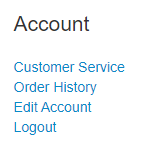 Account
Customer Service
Order History
Edit Account
Logout